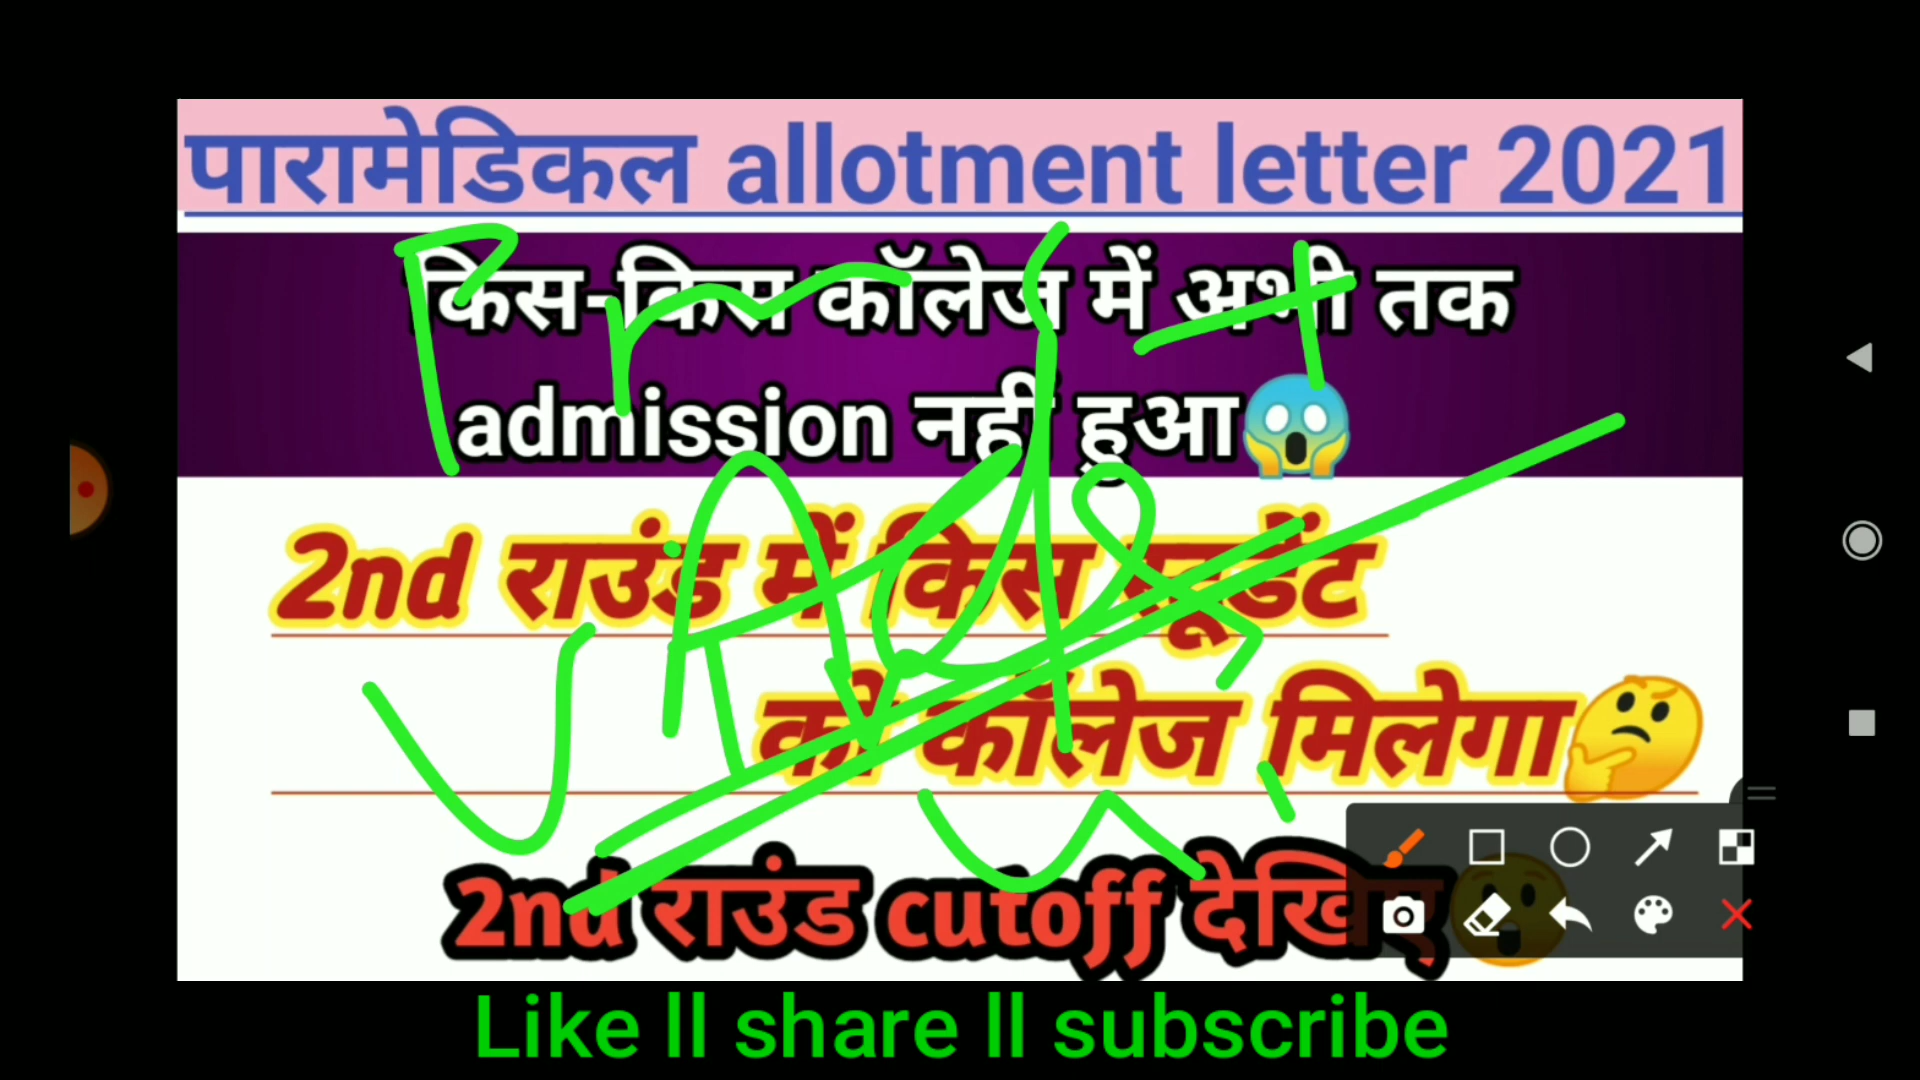 पारामेडिकल allotment letter 2021
किस-किस कॉलेज में अभी तक
admission नहीं हुआ
2nd राउंड में किस स्टूडेंट
को कॉलेज मिलेगा
2nd राउंड cutoff देखिए
Like ll share ll subscribe